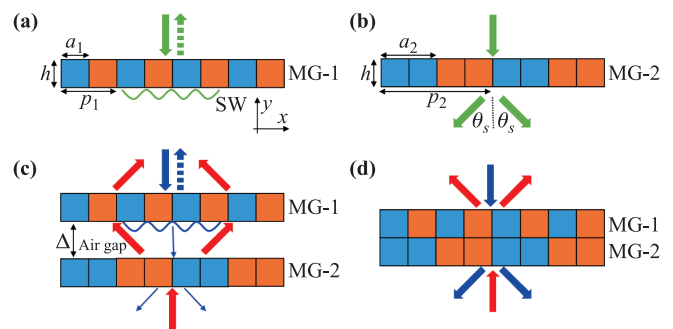 (a)
a₁
h
p₁
MG-1
SW
y
x
(b)
a₂
h
p₂
MG-2
θₛ θₛ
(c)
MG-1
Δ Air gap
MG-2
(d)
MG-1
MG-2